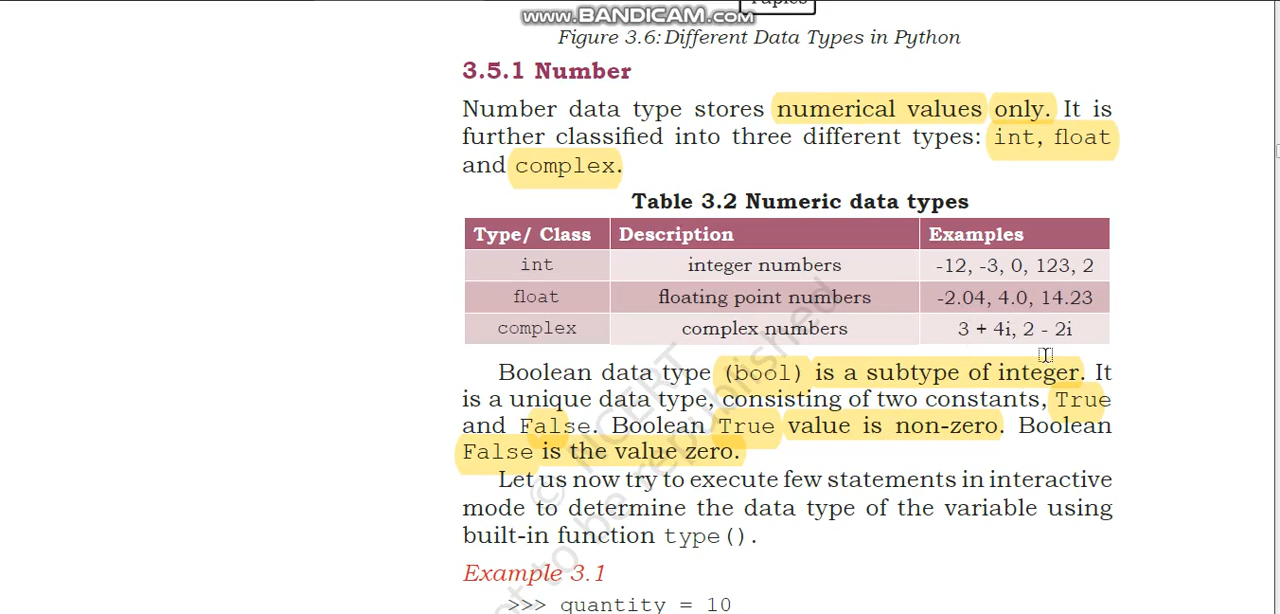 www.BANDICAM.com
Tuples
Figure 3.6: Different Data Types in Python
3.5.1 Number
Number data type stores numerical values only. It is
further classified into three different types: int, float
and complex.
Table 3.2 Numeric data types
Type/ Class Description Examples
int integer numbers -12, -3, 0, 123, 2
float floating point numbers -2.04, 4.0, 14.23
complex complex numbers 3 + 4i, 2 - 2i
Boolean data type (bool) is a subtype of integer. It
is a unique data type, consisting of two constants, True
and False. Boolean True value is non-zero. Boolean
False is the value zero.
Let us now try to execute few statements in interactive
mode to determine the data type of the variable using
built-in function type().
Example 3.1
>>> quantity = 10
© NCERT
not to be republished